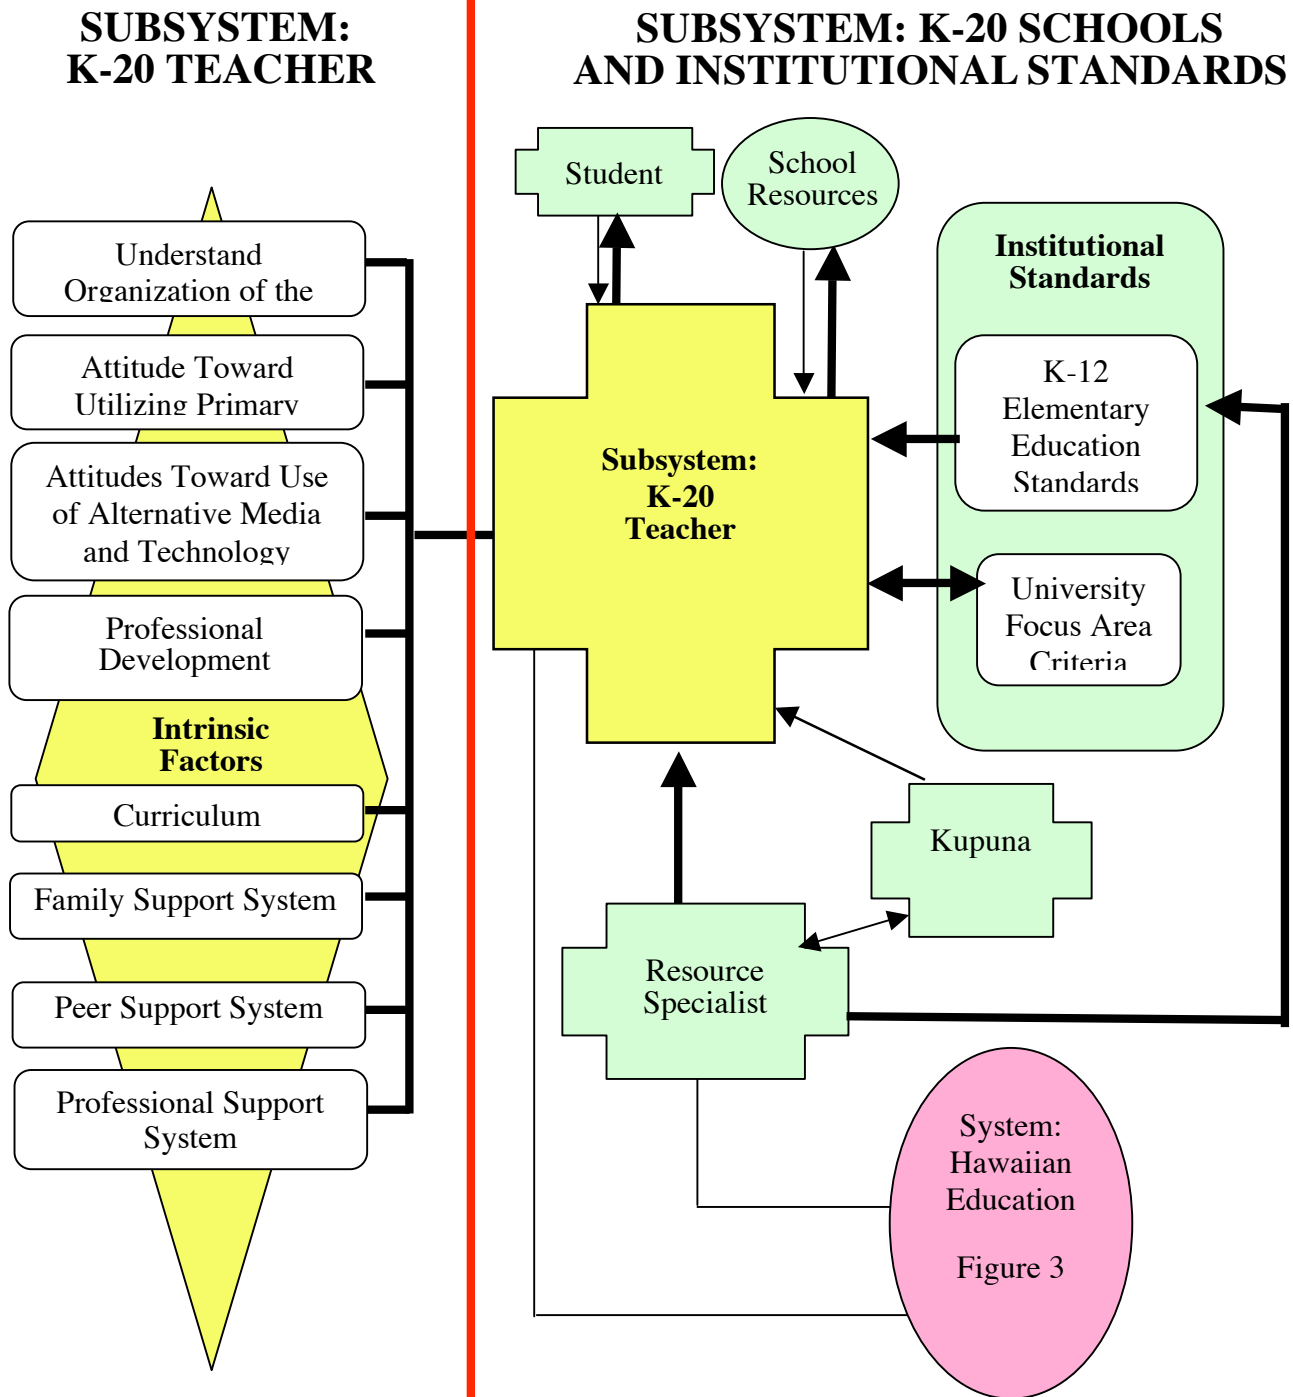 SUBSYSTEM:
K-20 TEACHER
Understand
Organization of the
Attitude Toward
Utilizing Primary
Attitudes Toward Use
of Alternative Media
and Technology
Professional
Development
Intrinsic
Factors
Curriculum
Family Support System
Peer Support System
Professional Support
System
SUBSYSTEM: K-20 SCHOOLS
AND INSTITUTIONAL STANDARDS
Student
School
Resources
Institutional
Standards
K-12
Elementary
Education
Standards
Subsystem:
K-20
Teacher
University
Focus Area
Criteria
Kupuna
Resource
Specialist
System:
Hawaiian
Education
Figure 3